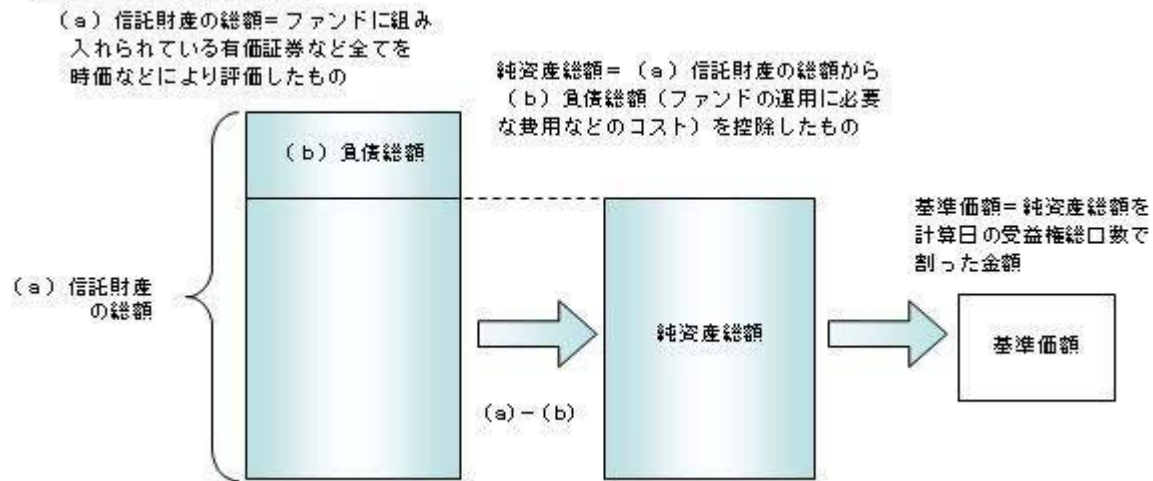 （a）信託財産の総額＝ファンドに組み
入れられている有価証券など全てを
時価などにより評価したもの
純資産総額＝（a）信託財産の総額から
（b）負債総額（ファンドの運用に必要
な費用などのコスト）を控除したもの
（b）負債総額
基準価額＝純資産総額を
計算日の受益権総口数で
割った金額
（a）信託財産
の総額
純資産総額
基準価額
(a)－(b)